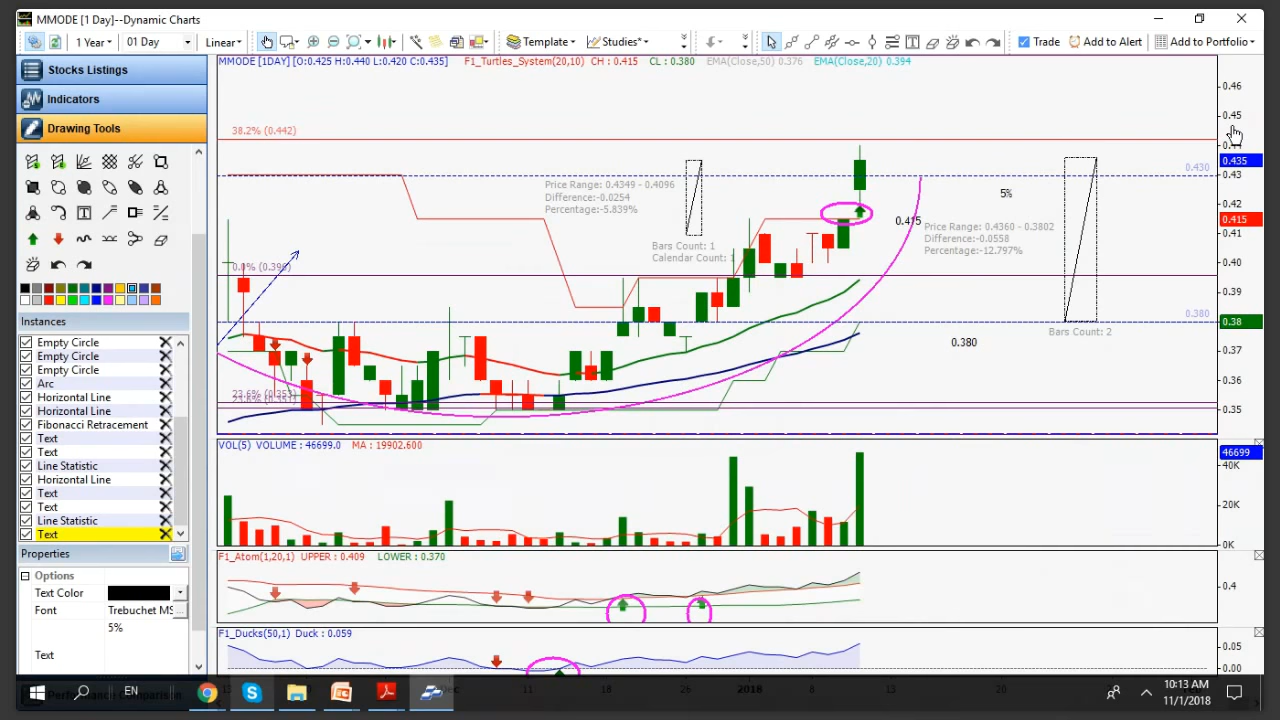 MMODE [1 Day]--Dynamic Charts
1 Year
01 Day
Linear
Template
Studies*
Trade
Add to Alert
Add to Portfolio
Stocks Listings
Indicators
Drawing Tools
Instances
Empty Circle
Empty Circle
Empty Circle
Arc
Horizontal Line
Horizontal Line
Fibonacci Retracement
Text
Text
Line Statistic
Horizontal Line
Text
Text
Line Statistic
Text
Properties
Options
Text Color
Font
Trebuchet MS
5%
Text
MMODE [1DAY] [O:0.425 H:0.440 L:0.420 C:0.435]
F1_Turtles_System(20,10) CH : 0.415 CL : 0.380
EMA(Close,50) 0.376
EMA(Close,20) 0.394
38.2% (0.442)
0.430
Price Range: 0.4349 - 0.4096
Difference:-0.0254
Percentage:-5.839%
Bars Count: 1
Calendar Count: 1
5%
0.415
Price Range: 0.4360 - 0.3802
Difference:-0.0558
Percentage:-12.797%
Bars Count: 2
0.380
0.380
0.46
0.45
0.44
0.435
0.43
0.42
0.415
0.41
0.40
0.39
0.38
0.37
0.36
0.35
VOL(5) VOLUME : 46699.0 MA : 19902.600
46699
40K
20K
0K
F1_Atom(1,20,1) UPPER : 0.409 LOWER : 0.370
0.4
F1_Ducks(50,1) Duck : 0.059
0.05
0.00
11
18
26
2018
8
13
20
EN
10:13 AM
11/1/2018